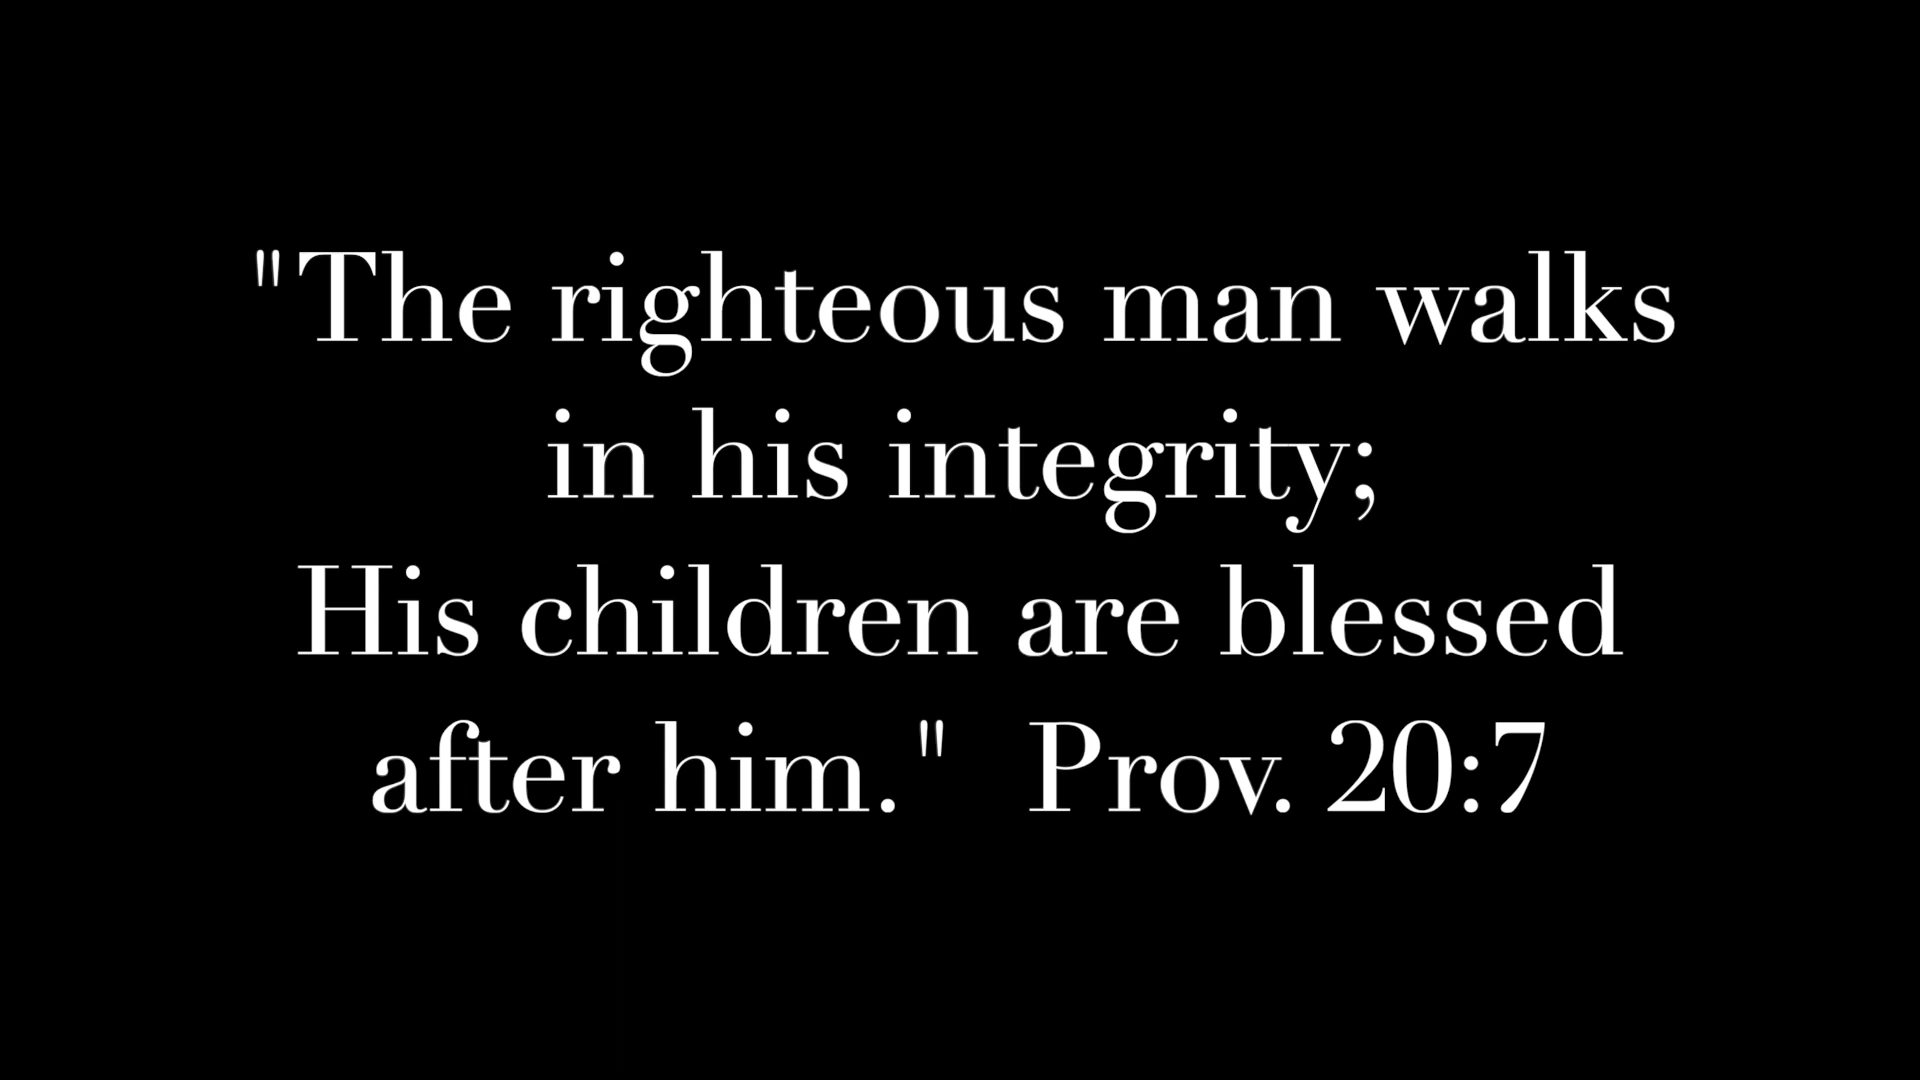 "The righteous man walks
in his integrity;
His children are blessed
after him."  Prov. 20:7